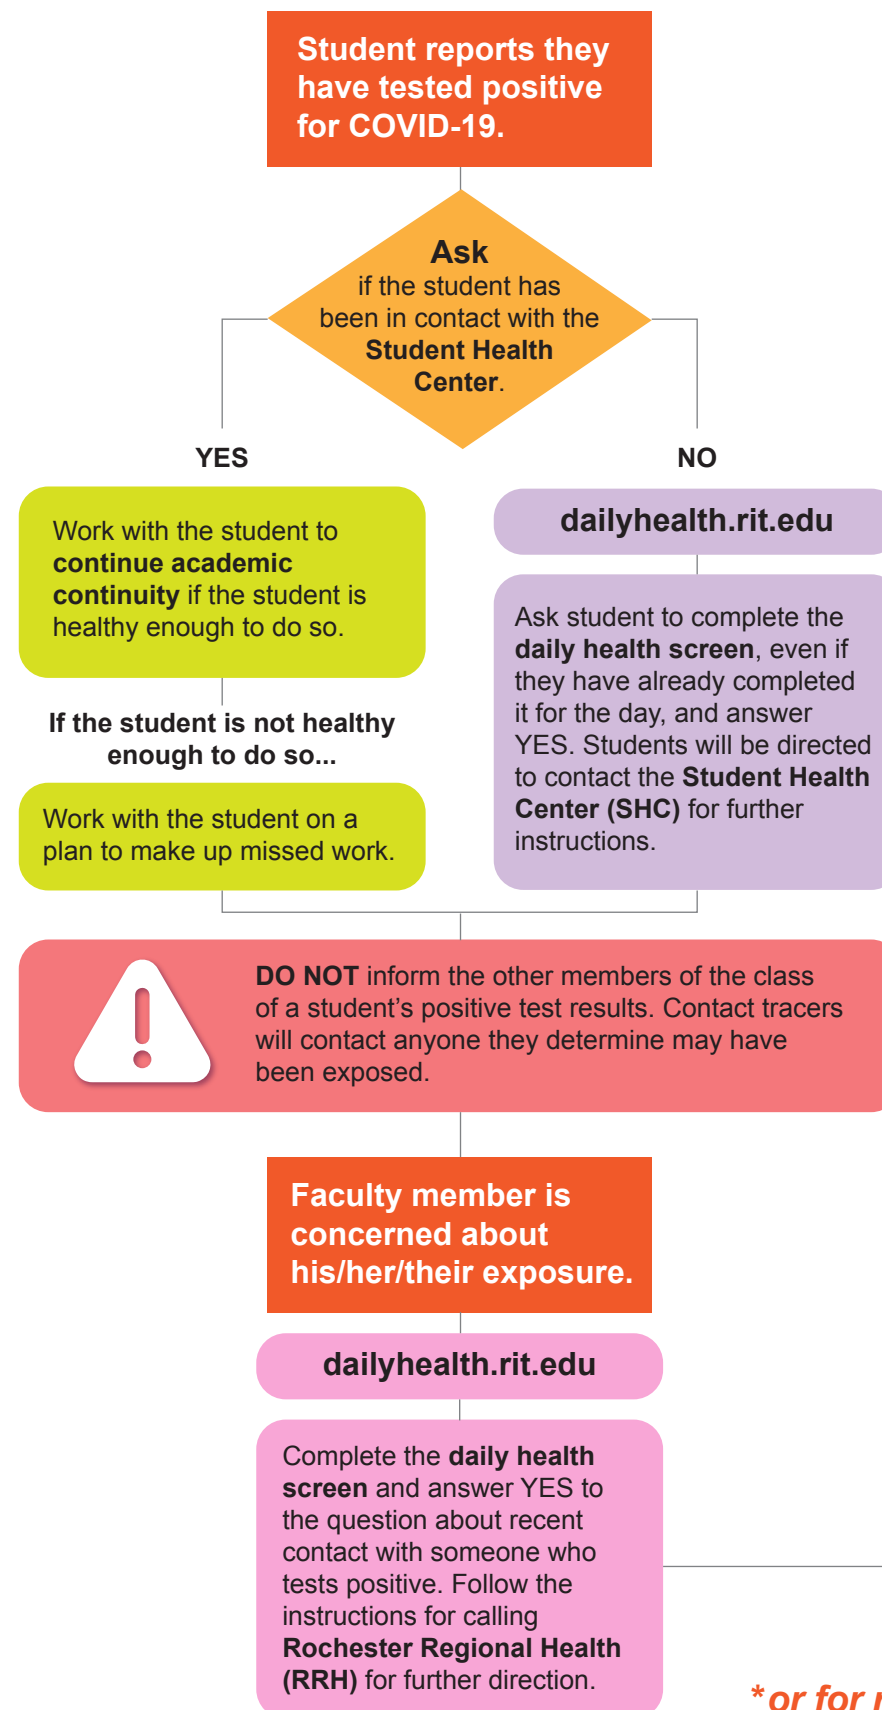 Student reports they
have tested positive
for COVID-19.
Ask
if the student has
been in contact with the
Student Health
Center.
YES
Work with the student to
continue academic
continuity if the student is
healthy enough to do so.
If the student is not healthy
enough to do so...
Work with the student on a
plan to make up missed work.
NO
dailyhealth.rit.edu
Ask student to complete the
daily health screen, even if
they have already completed
it for the day, and answer
YES. Students will be directed
to contact the Student Health
Center (SHC) for further
instructions.
DO NOT inform the other members of the class
of a student's positive test results. Contact tracers
will contact anyone they determine may have
been exposed.
Faculty member is
concerned about
his/her/their exposure.
dailyhealth.rit.edu
Complete the daily health
screen and answer YES to
the question about recent
contact with someone who
tests positive. Follow the
instructions for calling
Rochester Regional Health
(RRH) for further direction.
*or for